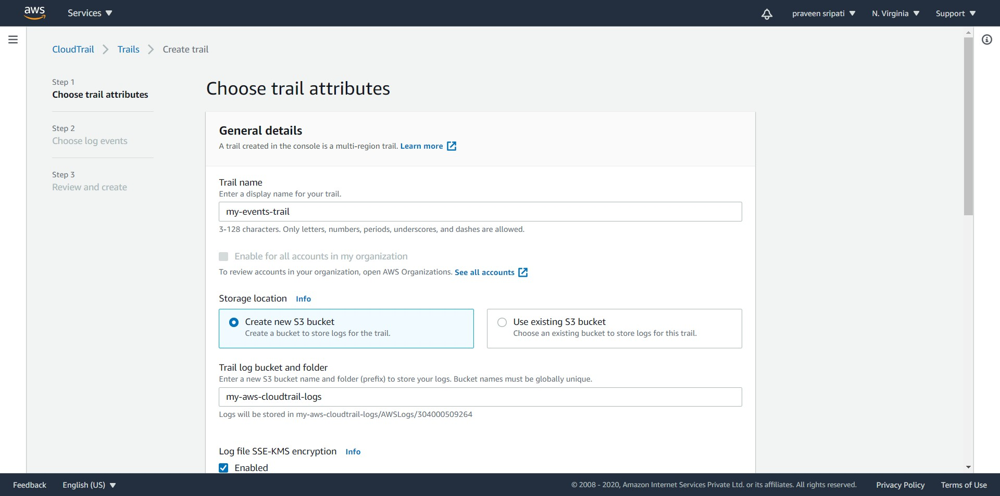 aws
Services
praveen sripati
N. Virginia
Support
CloudTrail
Trails
Create trail
Step 1
Choose trail attributes
Step 2
Choose log events
Step 3
Review and create
Choose trail attributes
General details
A trail created in the console is a multi-region trail. Learn more
Trail name
Enter a display name for your trail.
my-events-trail
3-128 characters. Only letters, numbers, periods, underscores, and dashes are allowed.
Enable for all accounts in my organization
To review accounts in your organization, open AWS Organizations. See all accounts
Storage location Info
Create new S3 bucket
Create a bucket to store logs for the trail.
Use existing S3 bucket
Choose an existing bucket to store logs for this trail.
Trail log bucket and folder
Enter a new S3 bucket name and folder (prefix) to store your logs. Bucket names must be globally unique.
my-aws-cloudtrail-logs
Logs will be stored in my-aws-cloudtrail-logs/AWSLogs/304000509264
Log file SSE-KMS encryption Info
Enabled
Feedback
English (US)
© 2008 - 2020, Amazon Internet Services Private Ltd. or its affiliates. All rights reserved.
Privacy Policy
Terms of Use